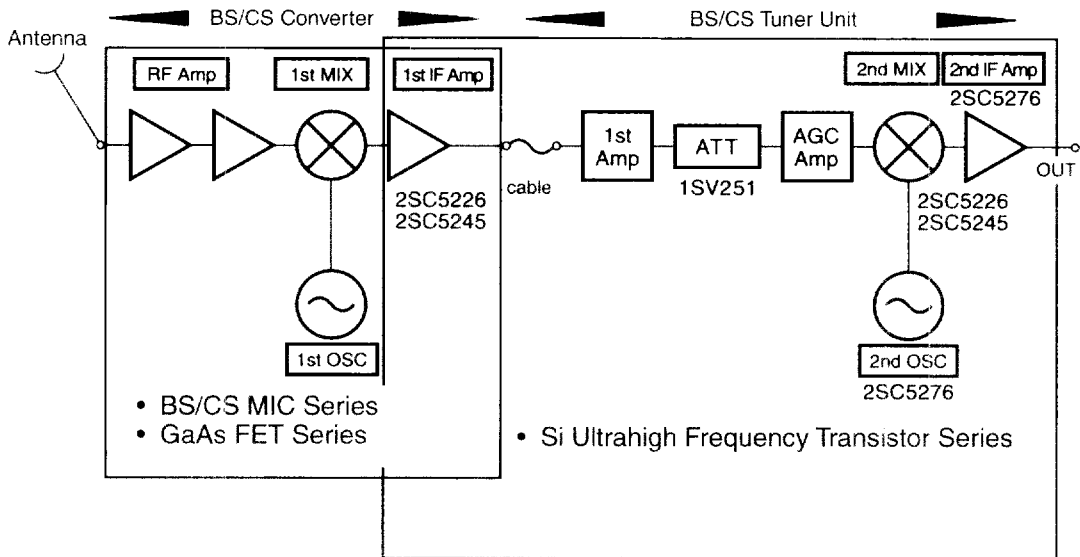 BS/CS Converter
BS/CS Tuner Unit
Antenna
RF Amp
1st MIX
1st IF Amp
2nd MIX
2nd IF Amp
2SC5276
1st
Amp
ATT
AGC
Amp
1SV251
OUT
cable
2SC5226
2SC5245
2SC5226
2SC5245
1st OSC
2nd OSC
2SC5276
• BS/CS MIC Series
• GaAs FET Series
• Si Ultrahigh Frequency Transistor Series